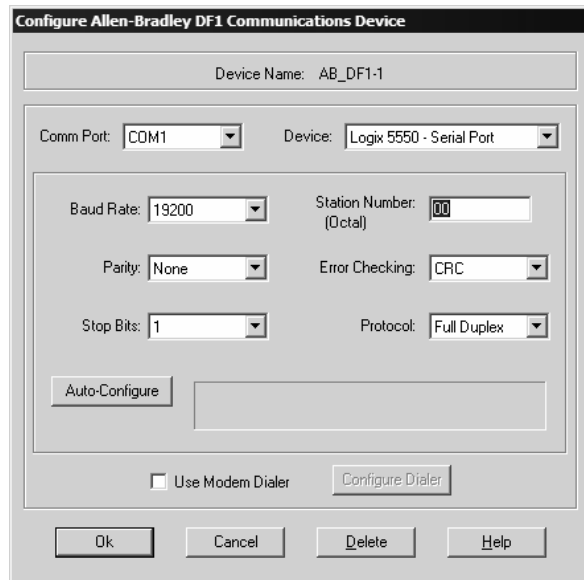 Configure Allen-Bradley DF1 Communications Device
Device Name: AB_DF1-1
Comm Port: COM1 Device: Logix 5550 - Serial Port
Baud Rate: 19200 Station Number: 00
(Octal)
Parity: None Error Checking: CRC
Stop Bits: 1 Protocol: Full Duplex
Auto-Configure
Use Modem Dialer Configure Dialer
Ok Cancel Delete Help